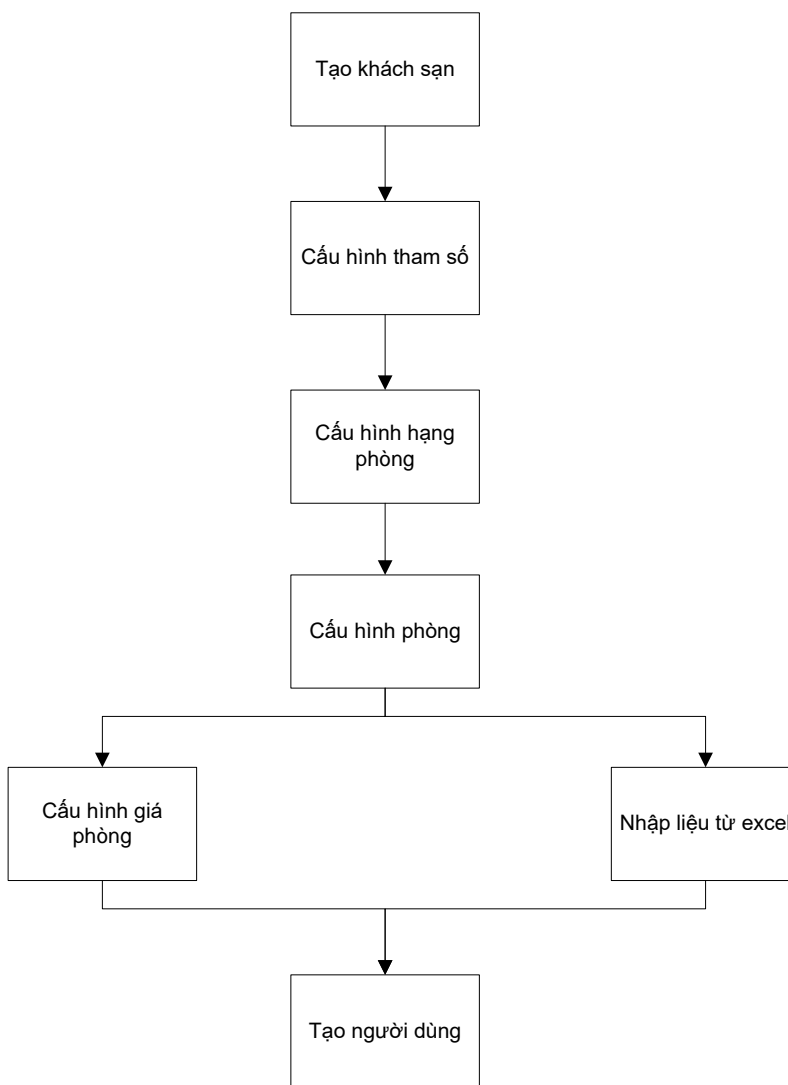 Tạo khách sạn
Cấu hình tham số
Cấu hình hạng
phòng
Cấu hình phòng
Cấu hình giá
phòng
Nhập liệu từ excel
Tạo người dùng